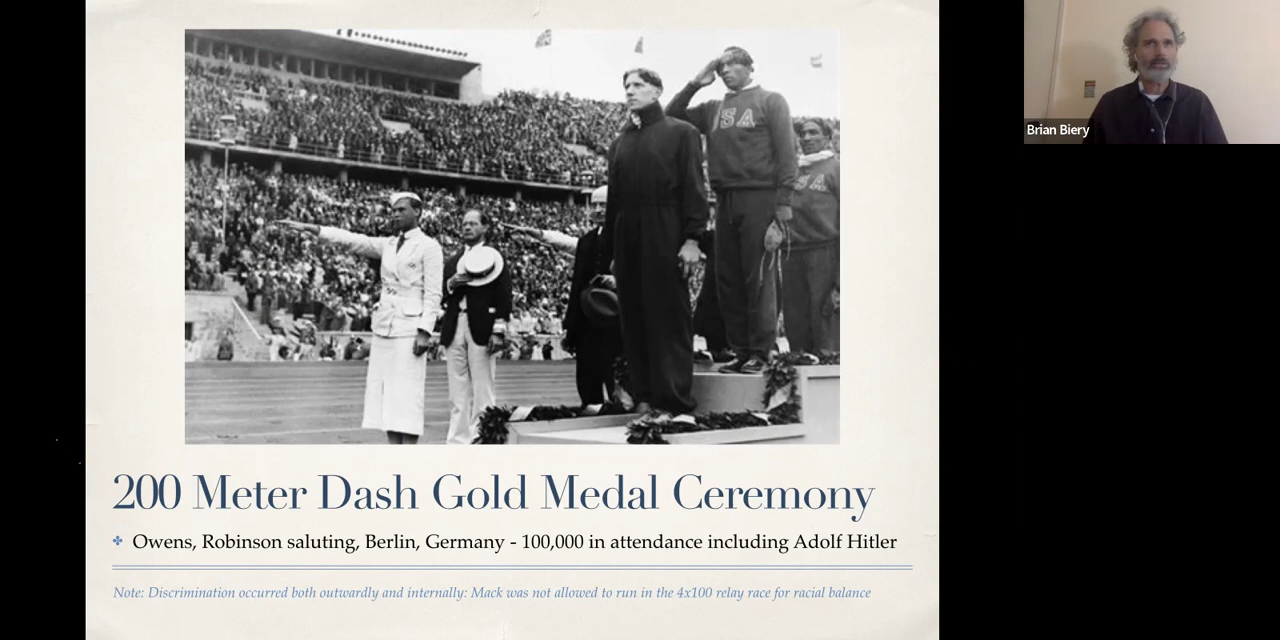 USA
SA
200 Meter Dash Gold Medal Ceremony
Owens, Robinson saluting, Berlin, Germany - 100,000 in attendance including Adolf Hitler
Note: Discrimination occurred both outwardly and internally: Mack was not allowed to run in the 4x100 relay race for racial balance
Brian Biery